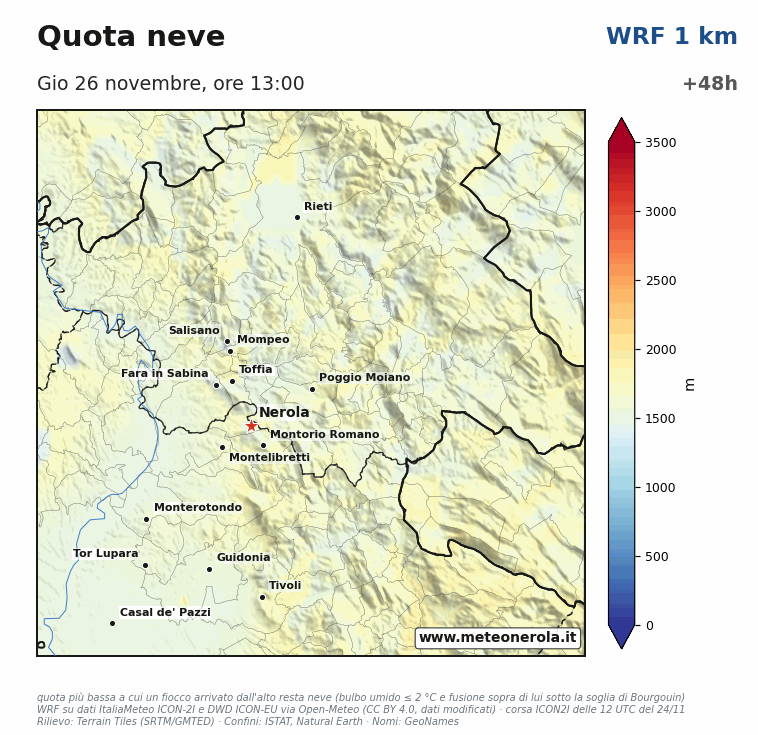 Quota neve
WRF 1 km
Gio 26 novembre, ore 13:00
+48h
3500
3000
2500
2000
1500
1000
500
0
m
Rieti
Salisano
Mompeo
Fara in Sabina
Toffia
Poggio Moiano
Nerola
Montorio Romano
Montelibretti
Monterotondo
Tor Lupara
Guidonia
Tivoli
Casal de' Pazzi
www.meteonerola.it
quota più bassa a cui un fiocco arrivato dall'alto resta neve (bulbo umido ≤ 2 °C e fusione sopra di lui sotto la soglia di Bourgouin)
WRF su dati ItaliaMeteo ICON-2I e DWD ICON-EU via Open-Meteo (CC BY 4.0, dati modificati) · corsa ICON2I delle 12 UTC del 24/11
Rilievo: Terrain Tiles (SRTM/GMTED) · Confini: ISTAT, Natural Earth · Nomi: GeoNames